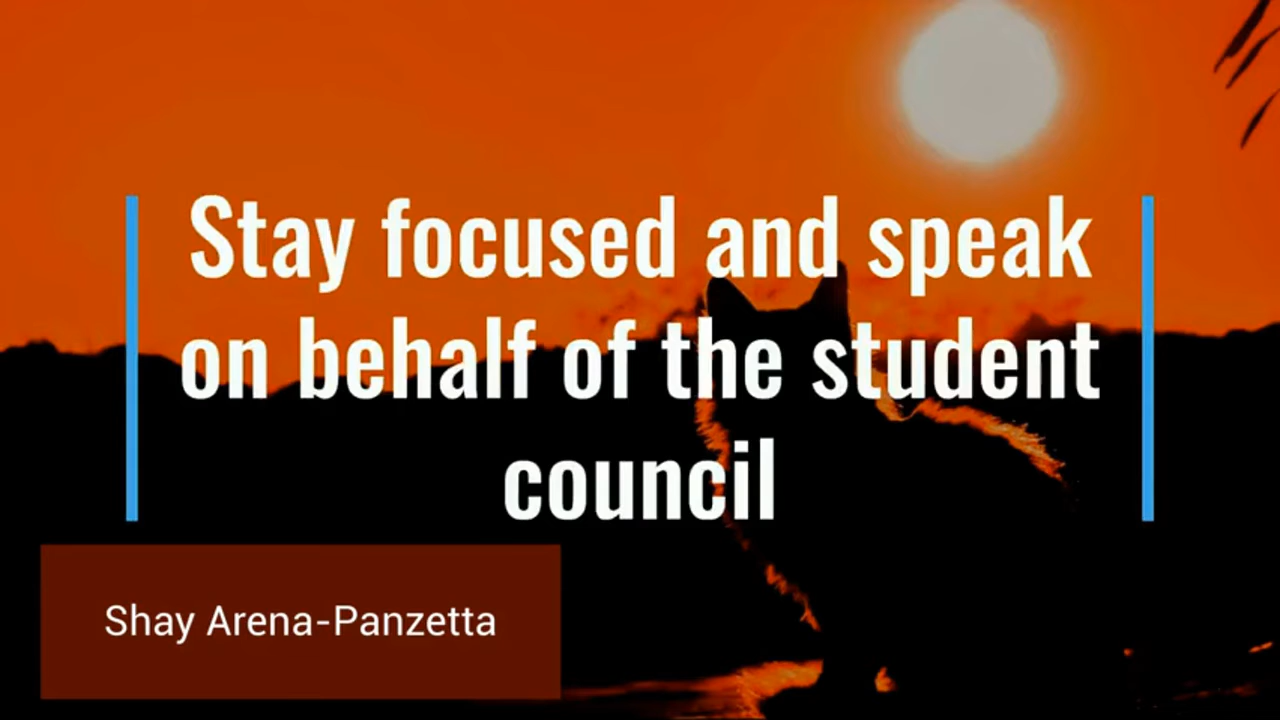 Stay focused and speak
on behalf of the student
council
Shay Arena-Panzetta